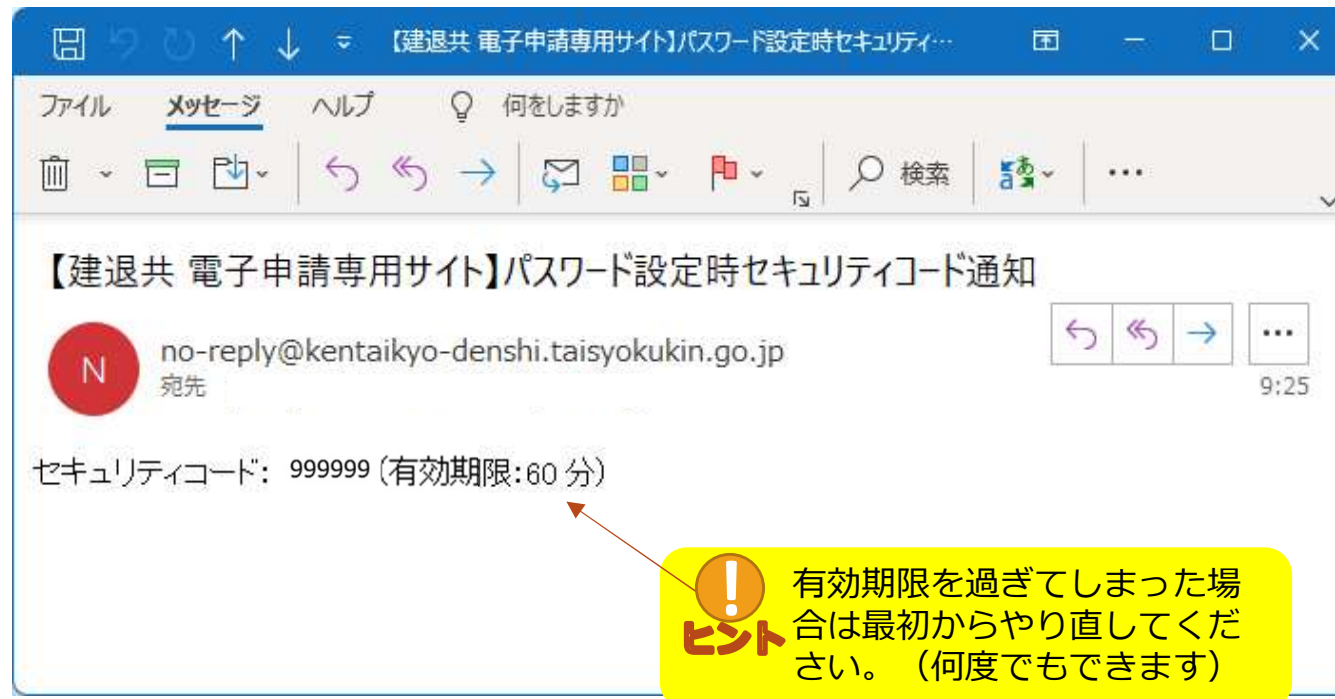 【建退共 電子申請専用サイト】パスワード設定時セキュリティ…
ファイル メッセージ ヘルプ 何をしますか
検索
【建退共 電子申請専用サイト】パスワード設定時セキュリティコード通知
N
no-reply@kentaikyo-denshi.taisyokukin.go.jp
宛先
9:25
セキュリティコード： 999999（有効期限:60 分）
ヒント
有効期限を過ぎてしまった場
合は最初からやり直してくだ
さい。（何度でもできます）